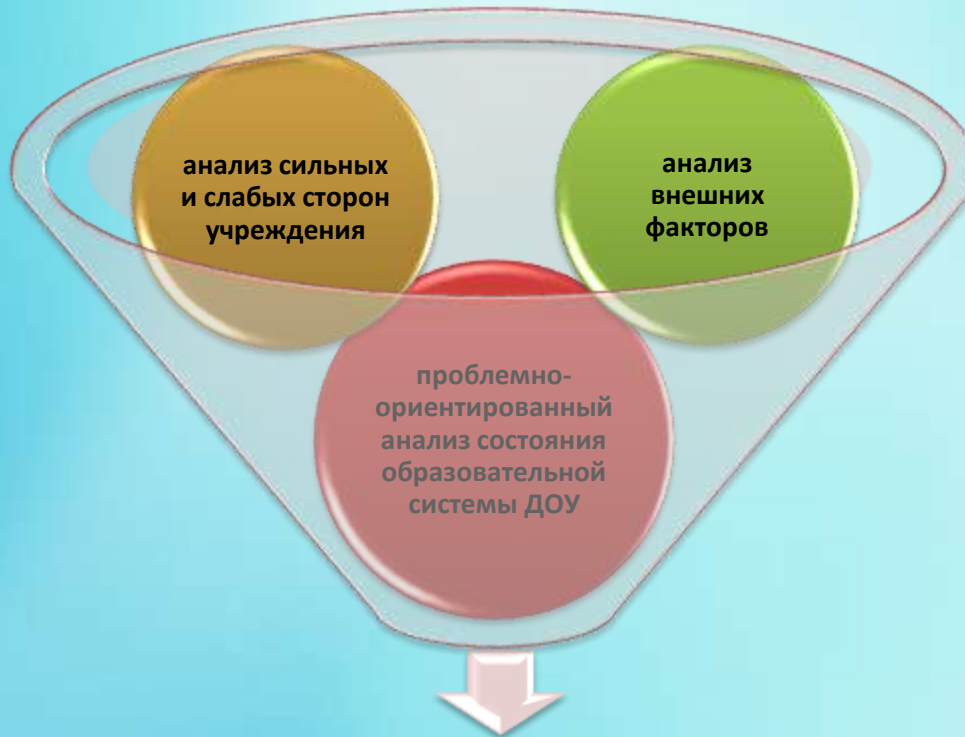 анализ сильных
и слабых сторон
учреждения
анализ
внешних
факторов
проблемно-
ориентированный
анализ состояния
образовательной
системы ДОУ